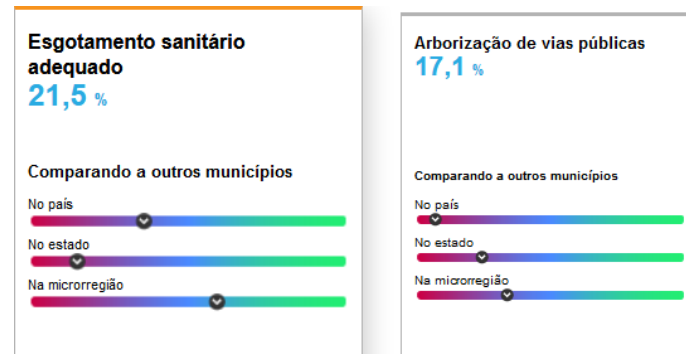 Esgotamento sanitário
adequado
21,5 %
Comparando a outros municípios
No país
No estado
Na microrregião
Arborização de vias públicas
17,1 %
Comparando a outros municípios
No país
No estado
Na microrregião